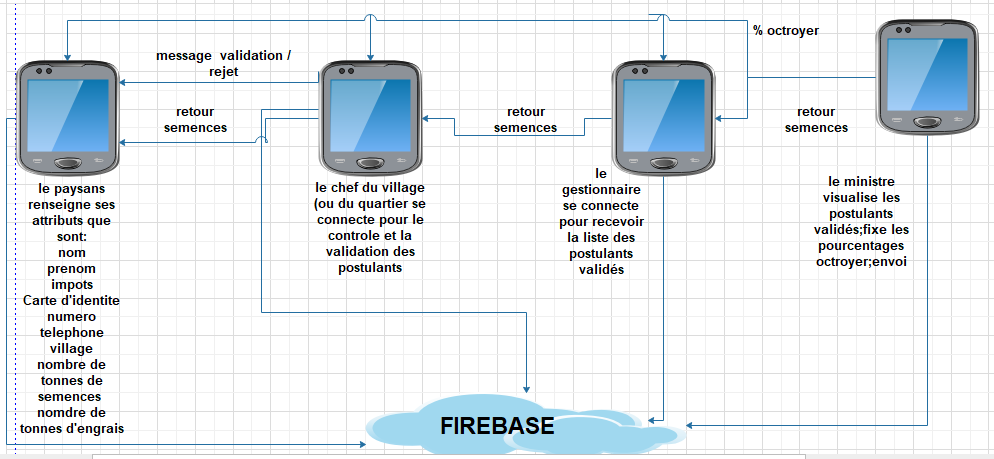 % octroyer
message validation /
rejet
retour
semences
retour
semences
retour
semences
le paysans
renseigne ses
attributs que
sont:
nom
prenom
impots
Carte d'identite
numero
telephone
village
nombre de
tonnes de
semences
nomdre de
tonnes d'engrais
le chef du village
(ou du quartier se
connecte pour le
controle et la
validation des
postulants
le
gestionnaire
se connecte
pour recevoir
la liste des
postulants
validés
le ministre
visualise les
postulants
validés;fixe les
pourcentages
octroyer;envoi
FIREBASE